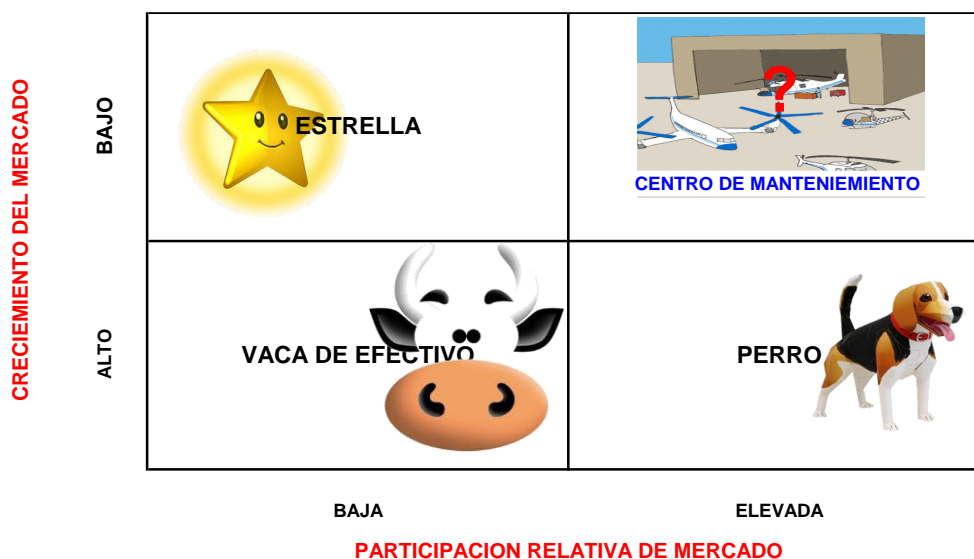 CRECIEMIENTO DEL MERCADO
BAJO
ESTRELLA
?
CENTRO DE MANTENIEMIENTO
ALTO
VACA DE EFECTIVO
PERRO
BAJA
ELEVADA
PARTICIPACION RELATIVA DE MERCADO